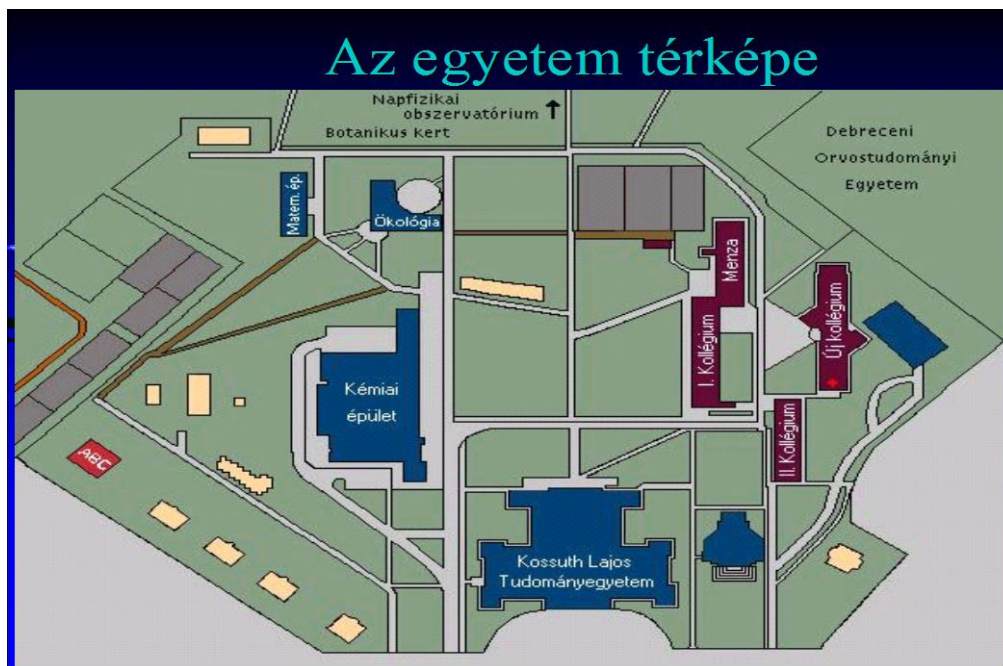 Az egyetem térképe
Napfizikai
obszervatórium
Botanikus kert
Debreceni
Orvostudományi
Egyetem
Matem. ép.
Ökológia
Menza
I. Kollégium
Új kollégium
II. Kollégium
Kémiai
épület
ABC
Kossuth Lajos
Tudományegyetem